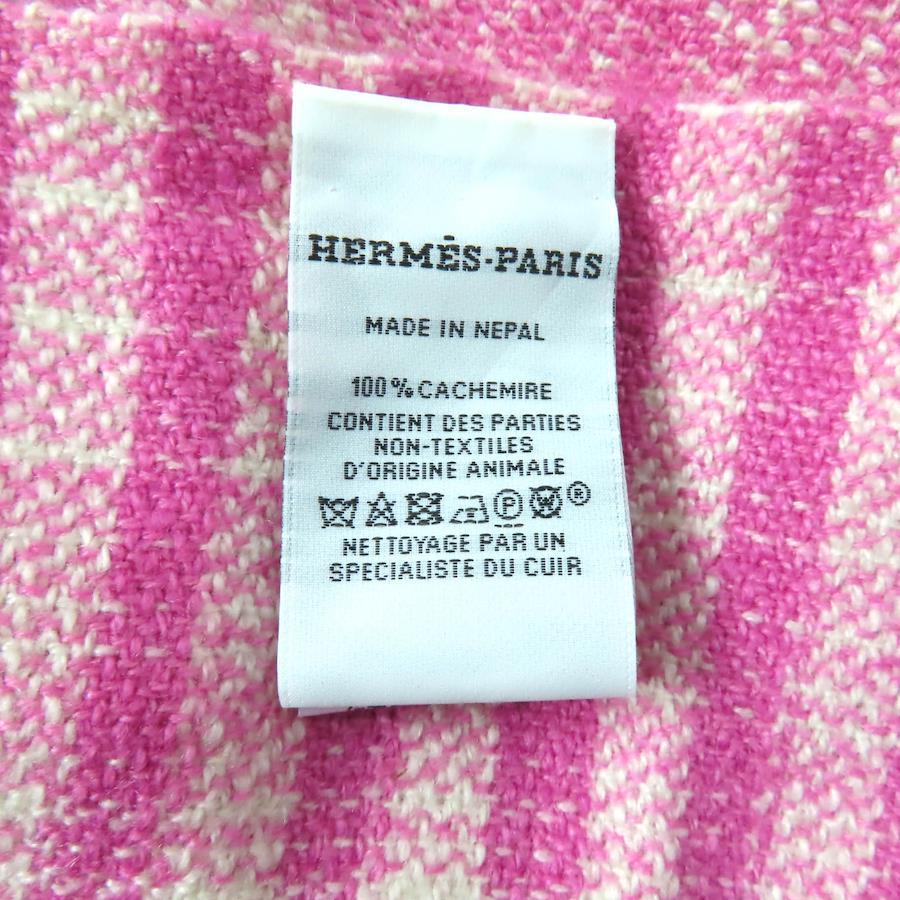 HERMÈS-PARIS
MADE IN NEPAL
100% CACHEMIRE
CONTIENT DES PARTIES
NON-TEXTILES
D'ORIGINE ANIMALE
P ®
NETTOYAGE PAR UN
SPECIALISTE DU CUIR